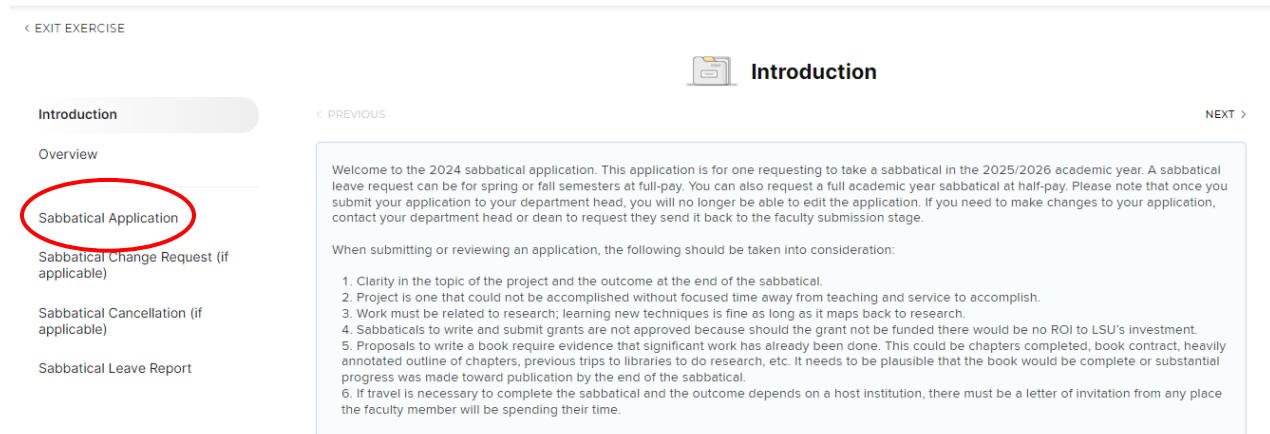 < EXIT EXERCISE
Introduction
Introduction
Overview
Sabbatical Application
Sabbatical Change Request (if
applicable)
Sabbatical Cancellation (if
applicable)
Sabbatical Leave Report
< PREVIOUS
NEXT >
Welcome to the 2024 sabbatical application. This application is for one requesting to take a sabbatical in the 2025/2026 academic year. A sabbatical
leave request can be for spring or fall semesters at full-pay. You can also request a full academic year sabbatical at half-pay. Please note that once you
submit your application to your department head, you will no longer be able to edit the application. If you need to make changes to your application,
contact your department head or dean to request they send it back to the faculty submission stage.
When submitting or reviewing an application, the following should be taken into consideration:
1. Clarity in the topic of the project and the outcome at the end of the sabbatical.
2. Project is one that could not be accomplished without focused time away from teaching and service to accomplish.
3. Work must be related to research; learning new techniques is fine as long as it maps back to research.
4. Sabbaticals to write and submit grants are not approved because should the grant not be funded there would be no ROI to LSU's investment.
5. Proposals to write a book require evidence that significant work has already been done. This could be chapters completed, book contract, heavily
annotated outline of chapters, previous trips to libraries to do research, etc. It needs to be plausible that the book would be complete or substantial
progress was made toward publication by the end of the sabbatical.
6. If travel is necessary to complete the sabbatical and the outcome depends on a host institution, there must be a letter of invitation from any place
the faculty member will be spending their time.